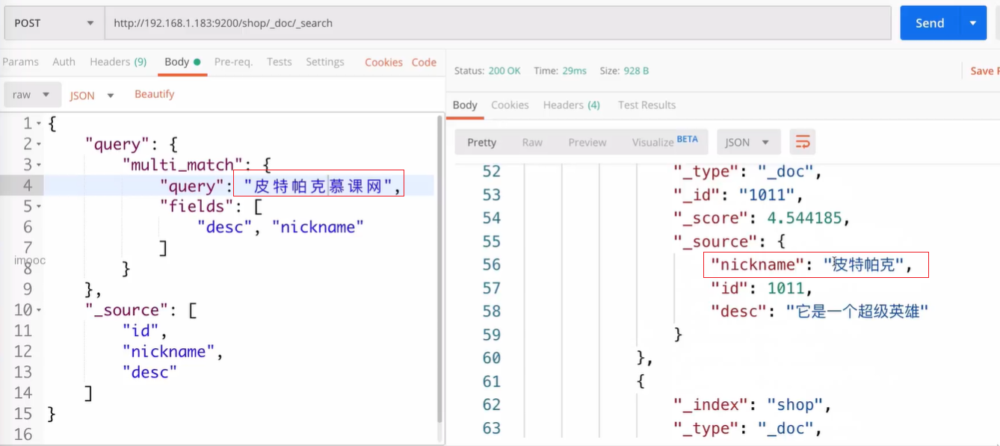 POST http://192.168.1.183:9200/shop/_doc/_search Send
Params Auth Headers (9) Body Pre-req. Tests Settings Cookies Code
raw JSON Beautify
1 {
2 "query": {
3 "multi_match": {
4 "query": "皮特帕克慕课网",
5 "fields": [
6 "desc", "nickname"
7 ]
imooc
8 }
9 },
10 "_source": [
11 "id",
12 "nickname",
13 "desc"
14 ]
15 }
16
Status: 200 OK Time: 29ms Size: 928 B Save
Body Cookies Headers (4) Test Results
Pretty Raw Preview Visualize BETA JSON
52 "_type": "_doc",
53 "_id": "1011",
54 "_score": 4.544185,
55 "_source": {
56 "nickname": "皮特帕克",
57 "id": 1011,
58 "desc": "它是一个超级英雄"
59 }
60 },
61 {
62 "_index": "shop",
63 "_type": "_doc",